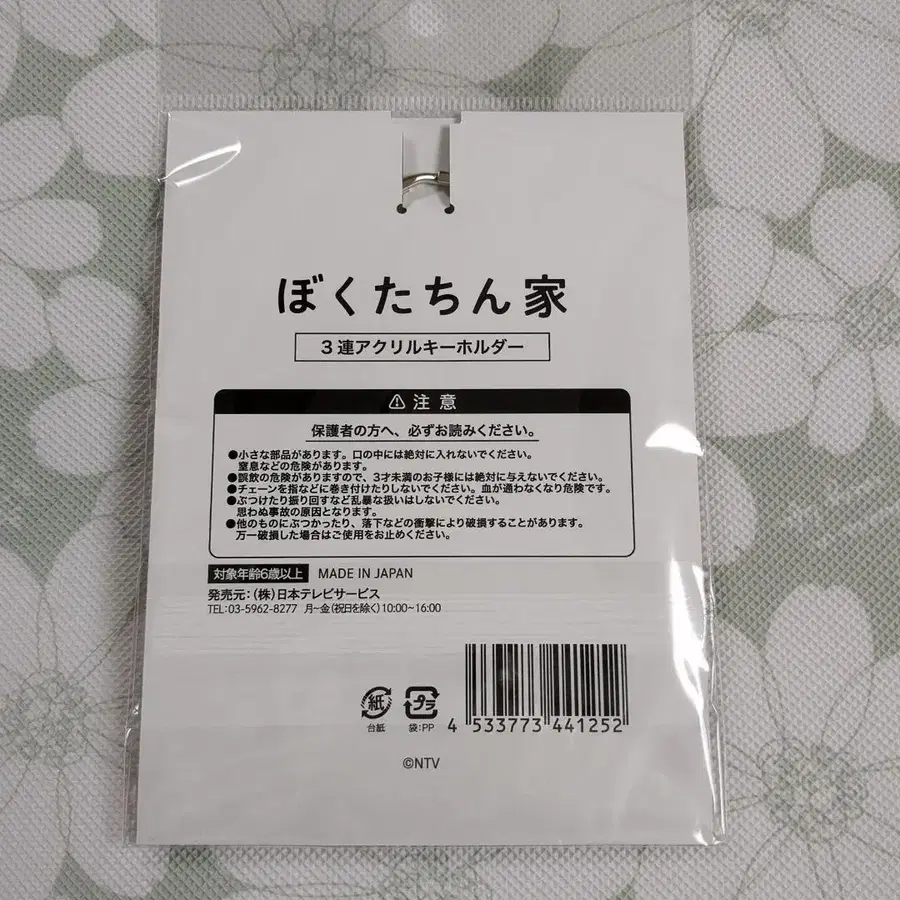 ぼくたちん家
3連アクリルキーホルダー
⚠注意
保護者の方へ、必ずお読みください。
●小さな部品があります。口の中には絶対に入れないでください。
窒息などの危険があります。
●誤飲の危険がありますので、3才未満のお子様には絶対に与えないでください。
●チェーンを指などに巻き付けたりしないでください。血が通わなくなり危険です。
●ぶつけたり振り回すなど乱暴な扱いはしないでください。
思わぬ事故の原因となります。
●他のものにぶつかったり、落下などの衝撃により破損することがあります。
万一破損した場合はご使用をお止めください。
対象年齢6歳以上 MADE IN JAPAN
発売元:(株)日本テレビサービス
TEL:03-5962-8277 月~金(祝日を除く)10:00~16:00
紙 プラ
台紙 袋:PP 4 533773 441252
©NTV